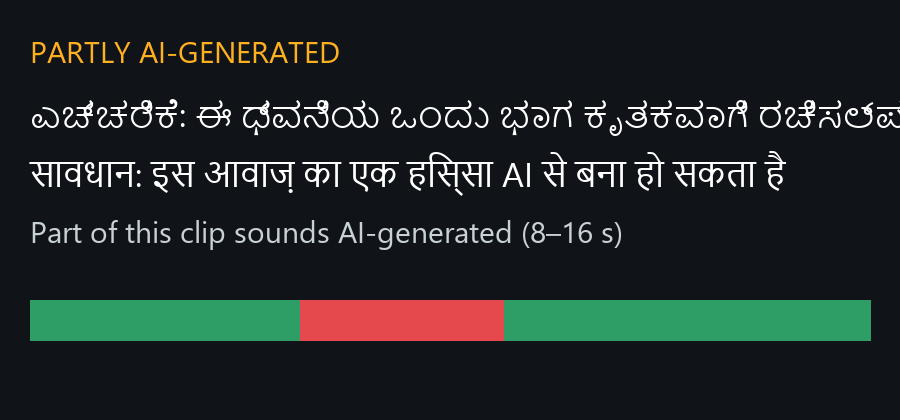 PARTLY AI-GENERATED
ಎಚ್ಚರಿಕೆ: ಈ ಧ್ವನಿಯ ಒಂದು ಭಾಗ ಕೃತಕವಾಗಿ
सावधान: इस आवाज़ का एक हिस्सा AI से बना हो सकता है
Part of this clip sounds AI-generated (8–16 s)